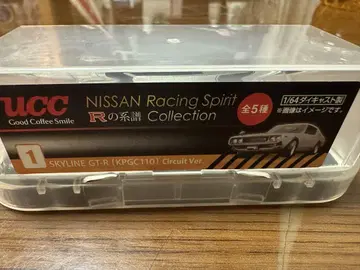 UCC
Good Coffee Smile
NISSAN Racing Spirit
Rの系譜 Collection
全5種
1/64ダイキャスト製
※画像はイメージです。
1 SKYLINE GT-R [KPGC110] Circuit Ver.